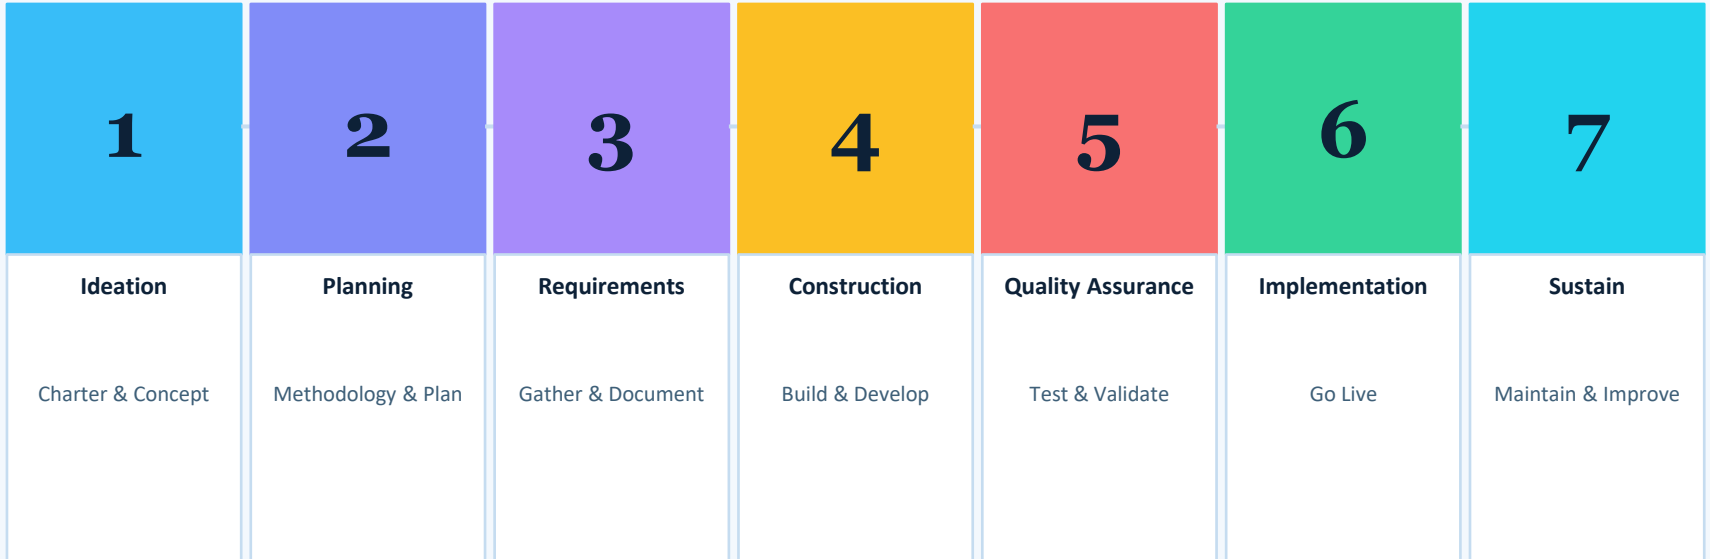 1
2
3
4
5
6
7
Ideation
Planning
Requirements
Construction
Quality Assurance
Implementation
Sustain
Charter & Concept
Methodology & Plan
Gather & Document
Build & Develop
Test & Validate
Go Live
Maintain & Improve